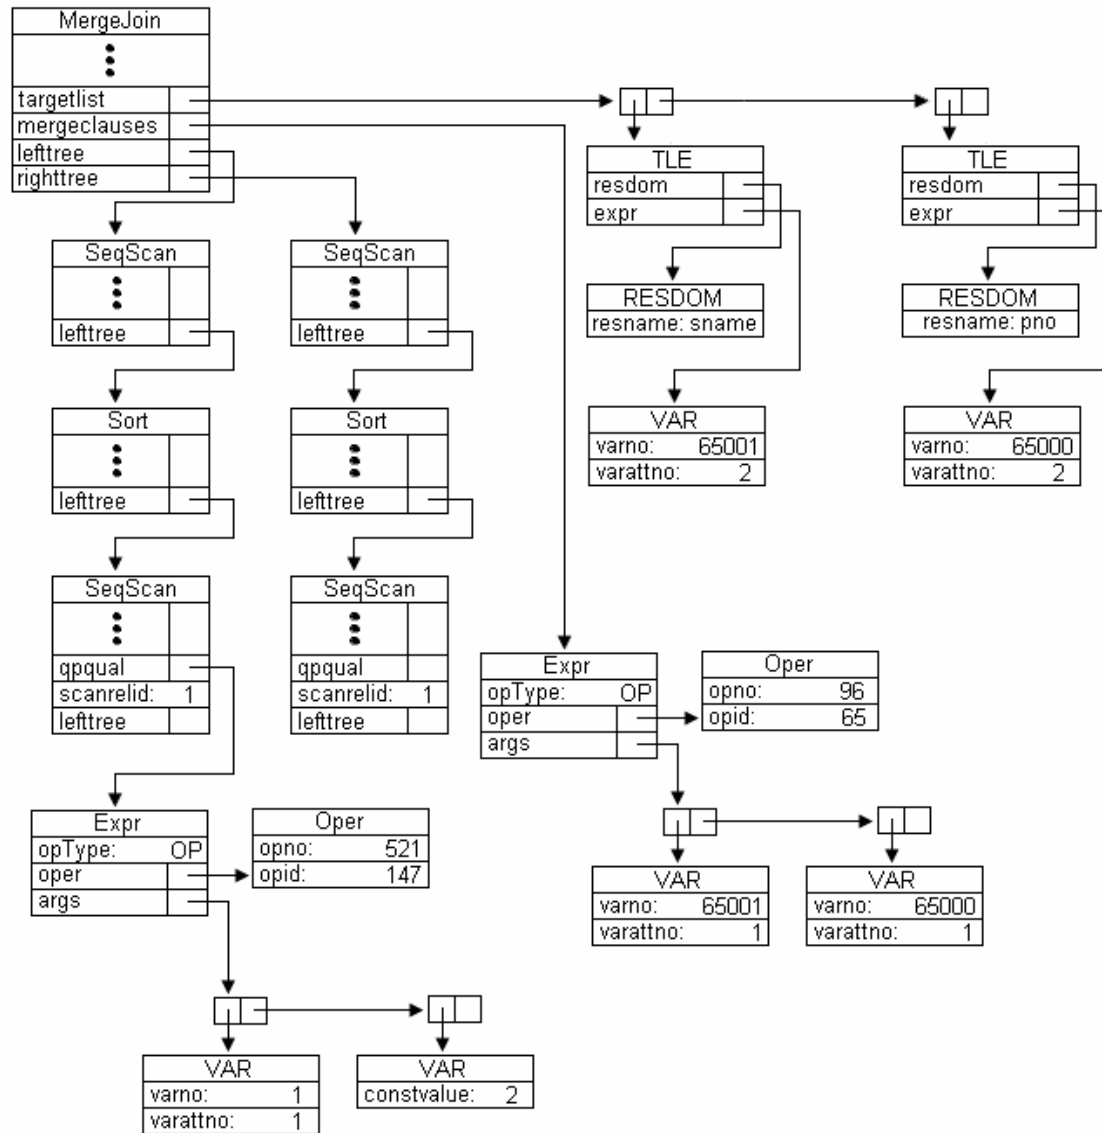 MergeJoin
targetlist
mergeclauses
lefttree
righttree
TLE
resdom
expr
TLE
resdom
expr
SeqScan
lefttree
SeqScan
lefttree
RESDOM
resname: sname
RESDOM
resname: pno
Sort
lefttree
Sort
lefttree
VAR
varno: 65001
varattno: 2
VAR
varno: 65000
varattno: 2
SeqScan
qpqual
scanrelid: 1
lefttree
SeqScan
qpqual
scanrelid: 1
lefttree
Expr
opType: OP
oper
args
Oper
opno: 96
opid: 65
Expr
opType: OP
oper
args
Oper
opno: 521
opid: 147
VAR
varno: 65001
varattno: 1
VAR
varno: 65000
varattno: 1
VAR
varno: 1
varattno: 1
VAR
constvalue: 2